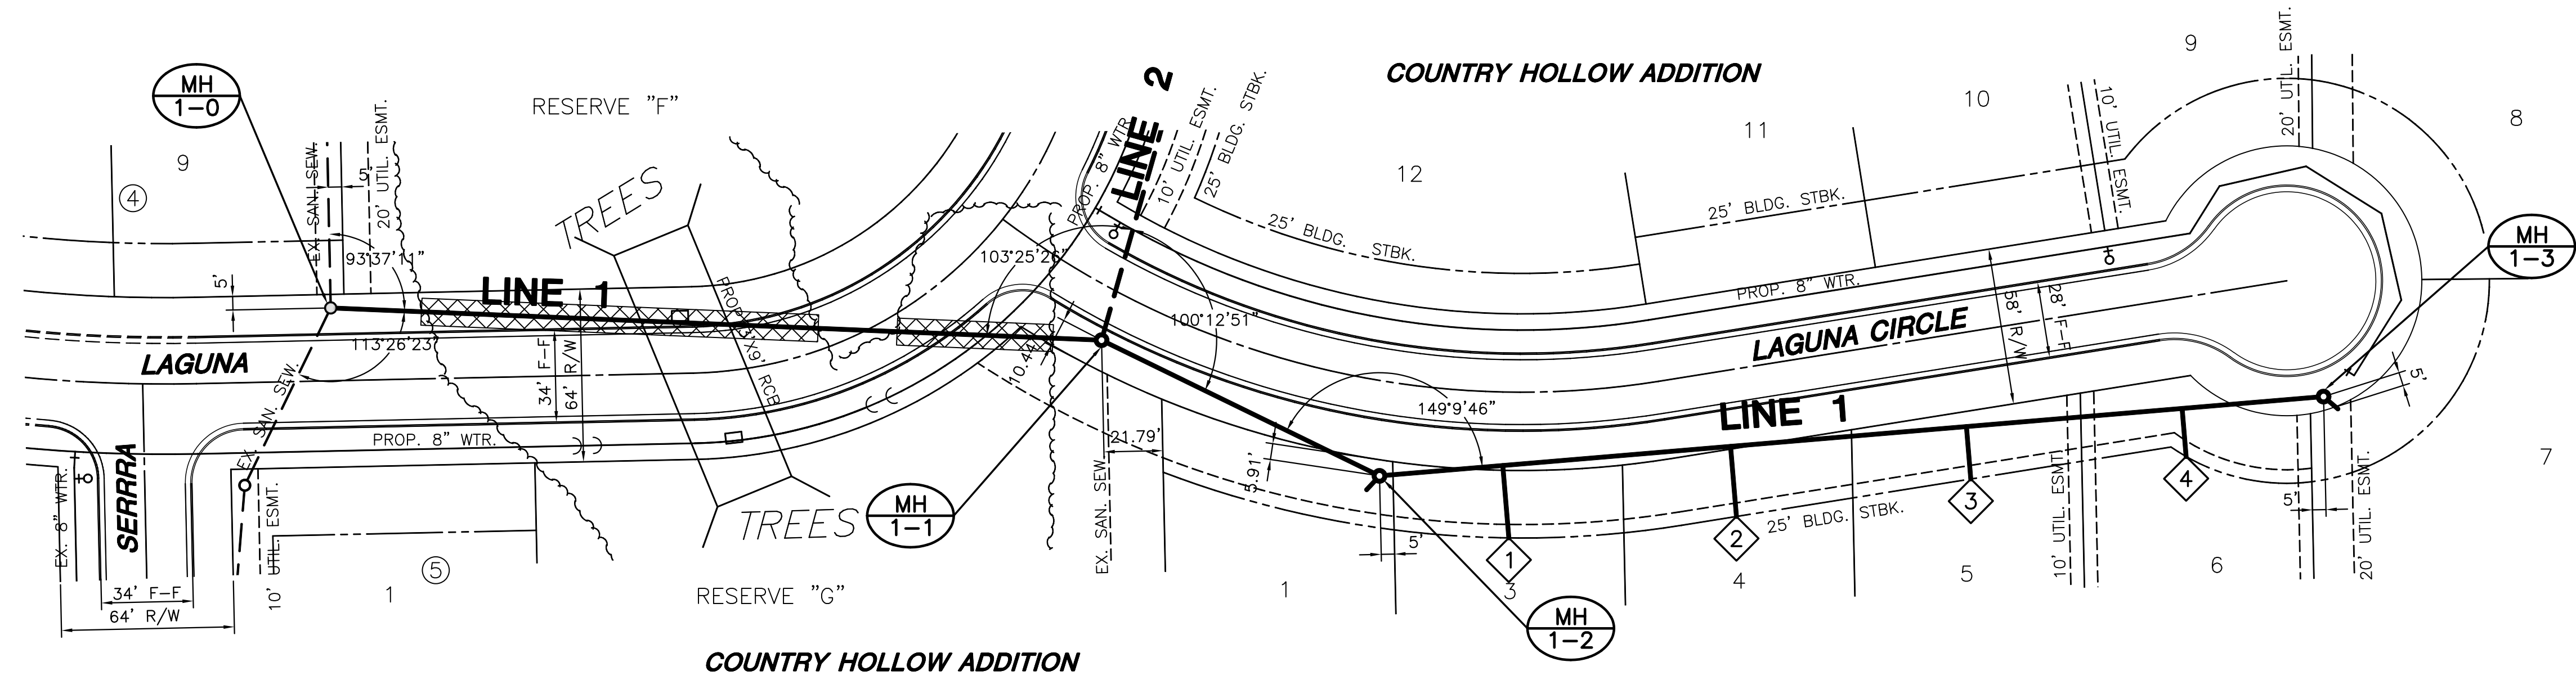 COUNTRY HOLLOW ADDITION
9
20' UTIL. ESMT.
8
MH
1-0
RESERVE "F"
LINE 2
10' UTIL. ESMT.
25' BLDG. STBK.
PROP. 8" WTR.
12
11
10
10' UTIL. ESMT.
9
4
EX. SAN. SEW.
5'
20' UTIL. ESMT.
TREES
25' BLDG. STBK.
25' BLDG. STBK.
MH
1-3
93°37'11"
5'
LINE 1
103°25'26"
PROP. 8" WTR.
58' R/W
28' F-F
LAGUNA CIRCLE
100°12'51"
113°26'23"
LAGUNA
PROP. 13'X9' RCB
10.44'
34' F-F
64' R/W
EX. SAN. SEW.
149°9'46"
LINE 1
5'
PROP. 8" WTR.
21.79'
5.91'
SERRRA
EX. 8" WTR.
10' UTIL. ESMT.
TREES
MH
1-1
EX. SAN. SEW
5'
1
2
3
4
25' BLDG. STBK.
10' UTIL. ESMT.
5'
20' UTIL. ESMT.
7
34' F-F
64' R/W
1
5
RESERVE "G"
1
3
4
5
6
MH
1-2
COUNTRY HOLLOW ADDITION